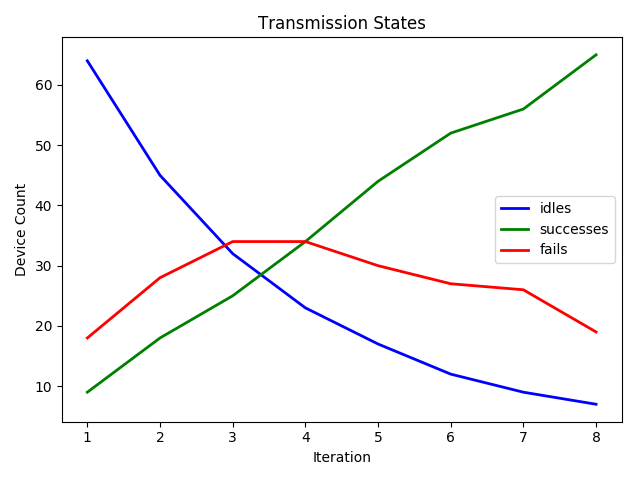 Transmission States
Device Count
60
50
40
30
20
10
idles
successes
fails
1 2 3 4 5 6 7 8
Iteration